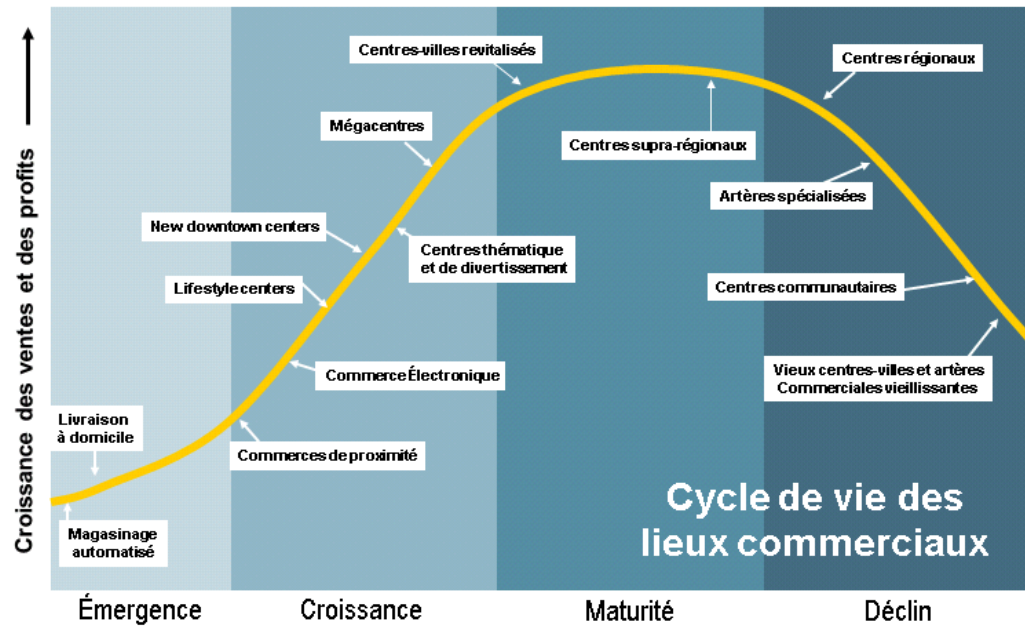 Croissance des ventes et des profits
Centres-villes revitalisés
Centres régionaux
Mégacentres
Centres supra-régionaux
Artères spécialisées
New downtown centers
Centres thématique
et de divertissement
Lifestyle centers
Centres communautaires
Commerce Électronique
Vieux centres-villes et artères
Commerciales vieillissantes
Livraison
à domicile
Commerces de proximité
Magasinage
automatisé
Cycle de vie des
lieux commerciaux
Émergence
Croissance
Maturité
Déclin